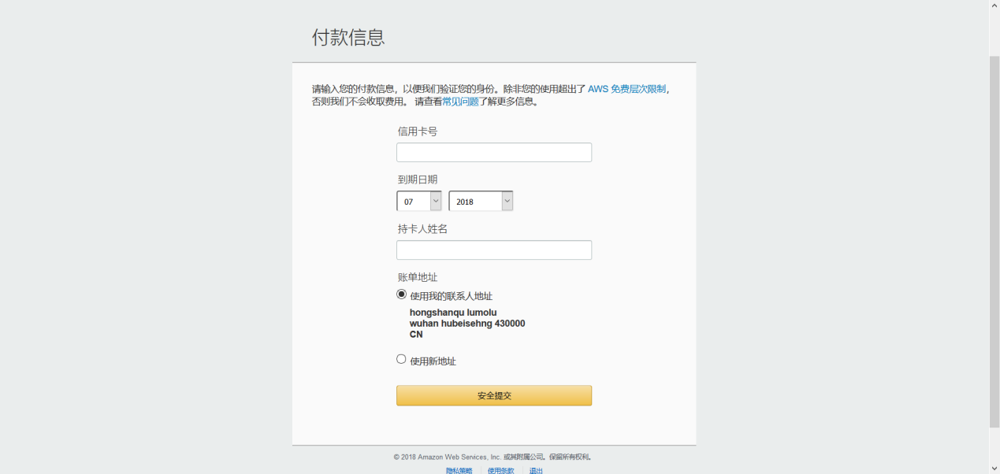 付款信息
请输入您的付款信息，以便我们验证您的身份。除非您的使用超出了 AWS 免费层次限制，
否则我们不会收取费用。 请查看常见问题了解更多信息。
信用卡号
到期日期
07 2018
持卡人姓名
账单地址
使用我的联系人地址
hongshanqu lumolu
wuhan hubeisehng 430000
CN
使用新地址
安全提交
© 2018 Amazon Web Services, Inc. 或其附属公司。保留所有权利。
隐私策略 使用条款 退出